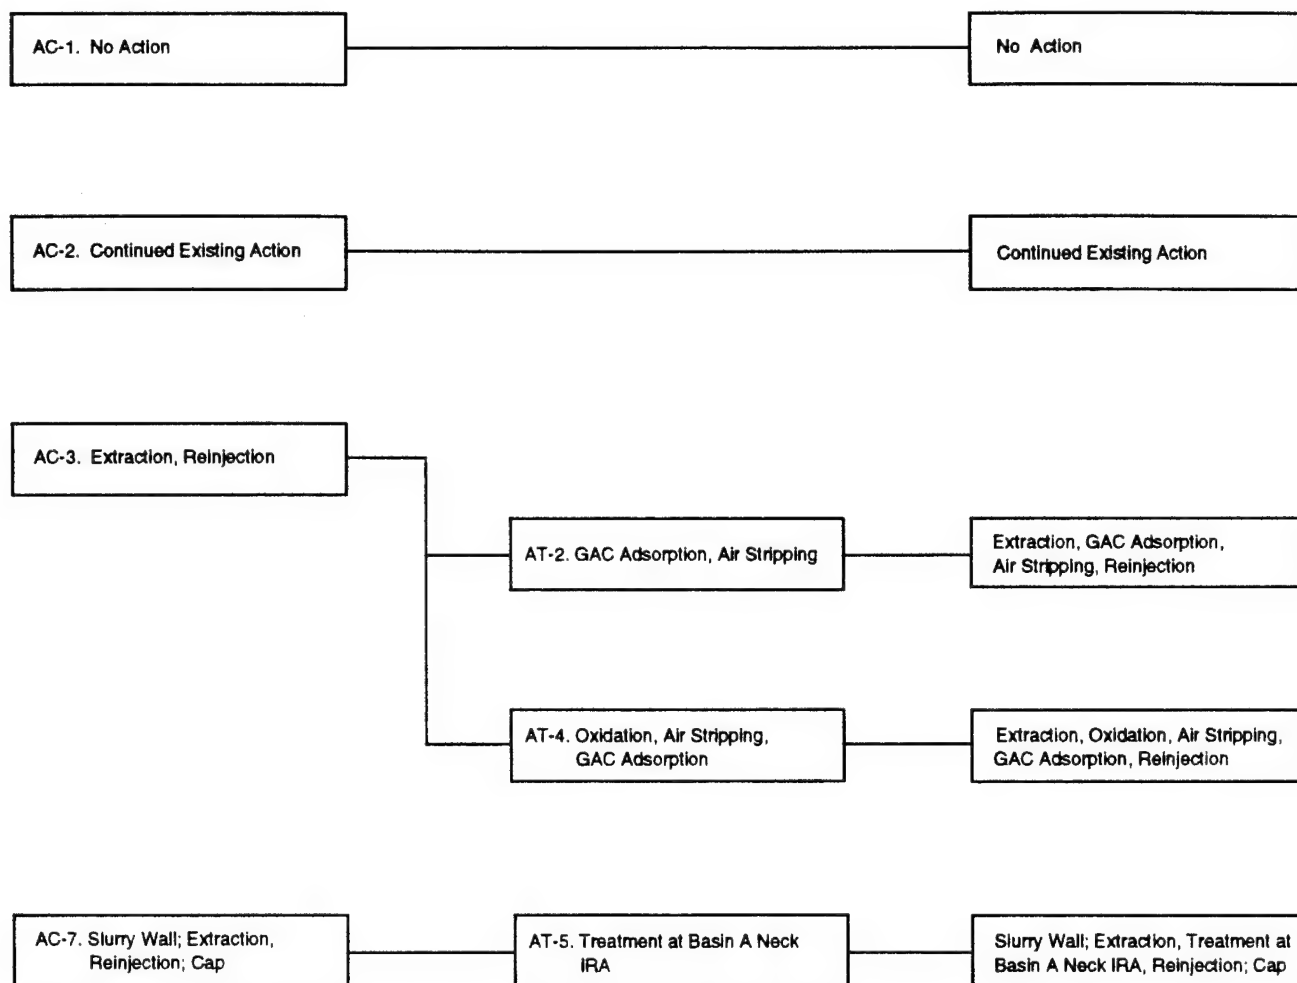 AC-1. No Action
No Action
AC-2. Continued Existing Action
Continued Existing Action
AC-3. Extraction, Reinjection
AT-2. GAC Adsorption, Air Stripping
Extraction, GAC Adsorption,
Air Stripping, Reinjection
AT-4. Oxidation, Air Stripping,
GAC Adsorption
Extraction, Oxidation, Air Stripping,
GAC Adsorption, Reinjection
AC-7. Slurry Wall; Extraction,
Reinjection; Cap
AT-5. Treatment at Basin A Neck
IRA
Slurry Wall; Extraction, Treatment at
Basin A Neck IRA, Reinjection; Cap